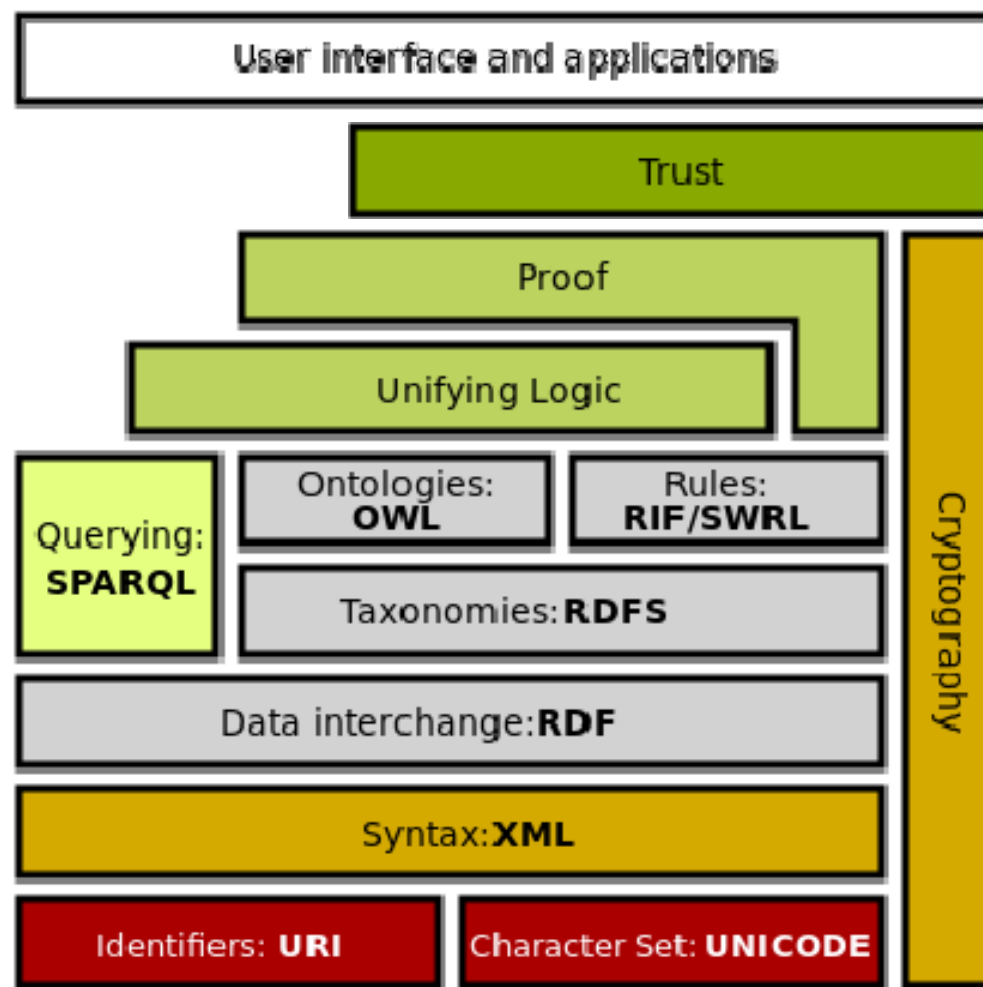 User interface and applications
Trust
Proof
Unifying Logic
Ontologies:
OWL
Rules:
RIF/SWRL
Querying:
SPARQL
Taxonomies: RDFS
Cryptography
Data interchange: RDF
Syntax: XML
Identifiers: URI
Character Set: UNICODE